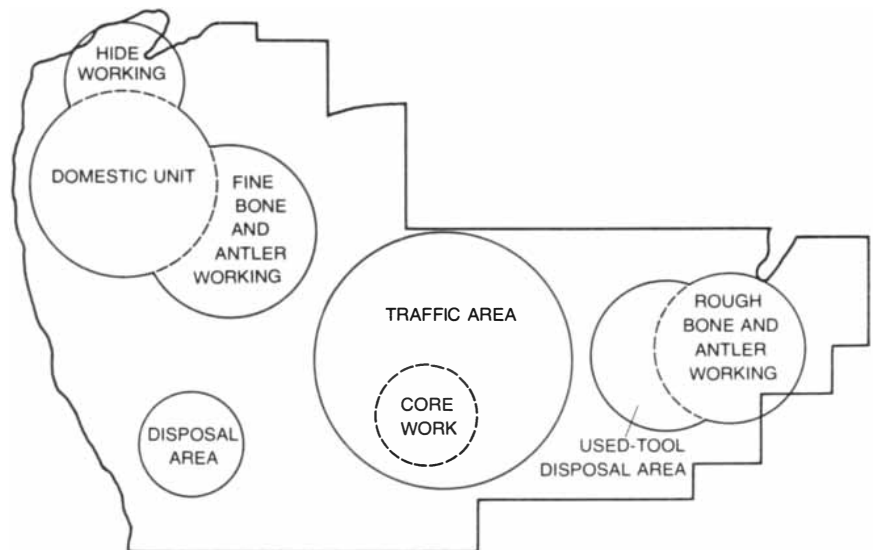 HIDE
WORKING
DOMESTIC UNIT
FINE
BONE
AND
ANTLER
WORKING
TRAFFIC AREA
CORE
WORK
DISPOSAL
AREA
ROUGH
BONE AND
ANTLER
WORKING
USED-TOOL
DISPOSAL AREA